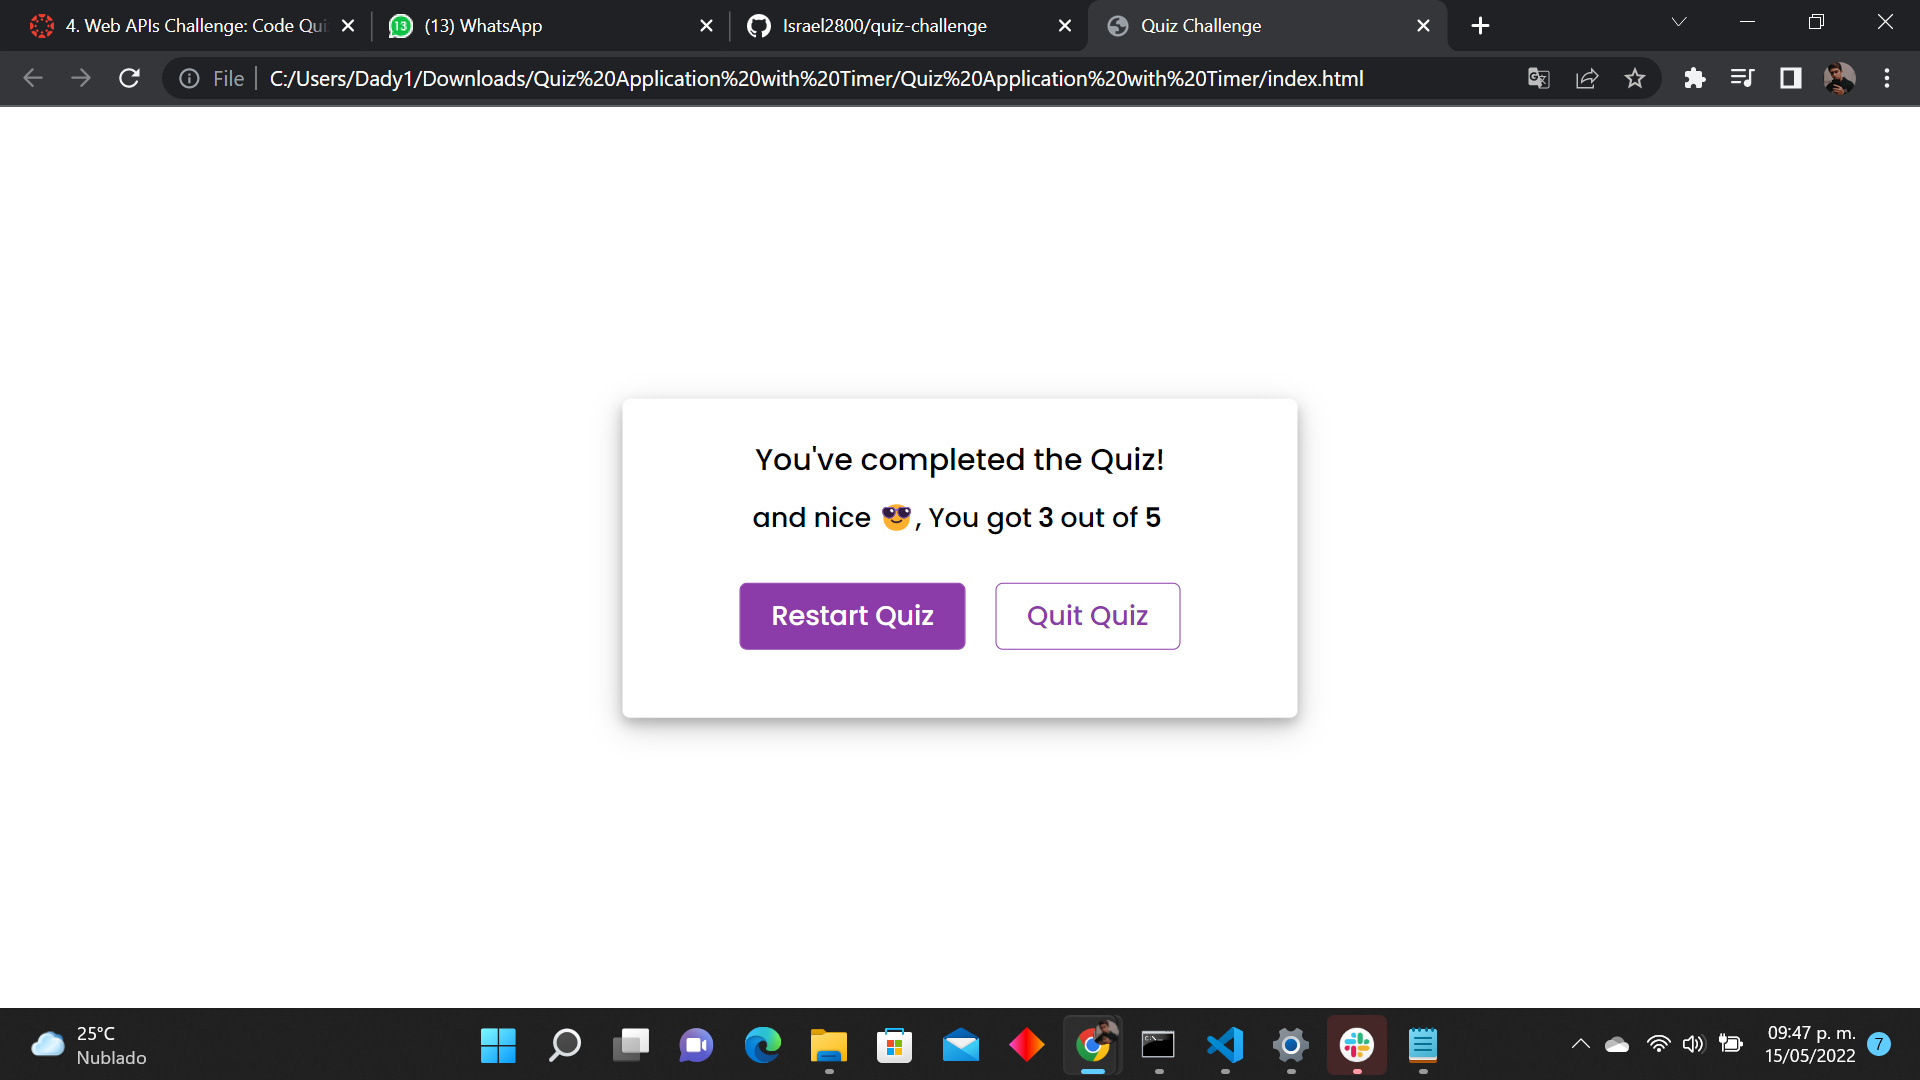 4. Web APIs Challenge: Code Qui
(13) WhatsApp
Israel2800/quiz-challenge
Quiz Challenge
File
C:/Users/Dady1/Downloads/Quiz%20Application%20with%20Timer/Quiz%20Application%20with%20Timer/index.html
You've completed the Quiz!
and nice 😎, You got 3 out of 5
Restart Quiz
Quit Quiz
25°C
Nublado
09:47 p. m.
15/05/2022
7